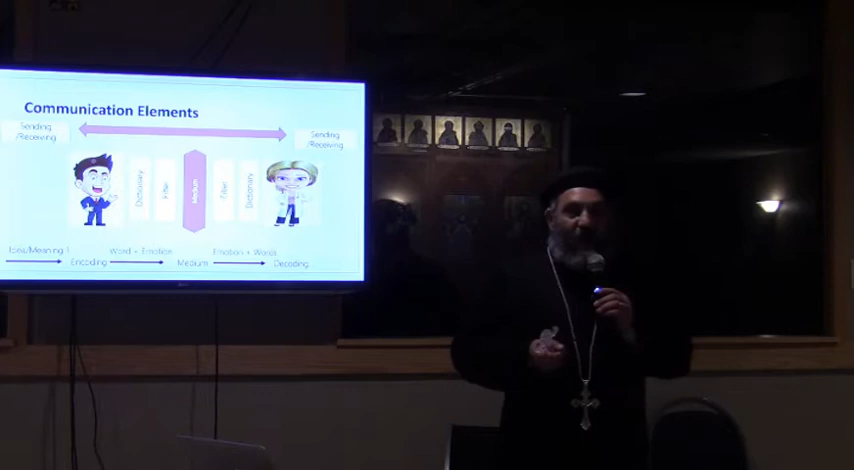 Communication Elements
Sending
/Receiving
Sending
/Receiving
Dictionary
Filter
Medium
Filter
Dictionary
Idea/Meaning
Word + Emotion
Emotion + Words
Encoding
Medium
Decoding